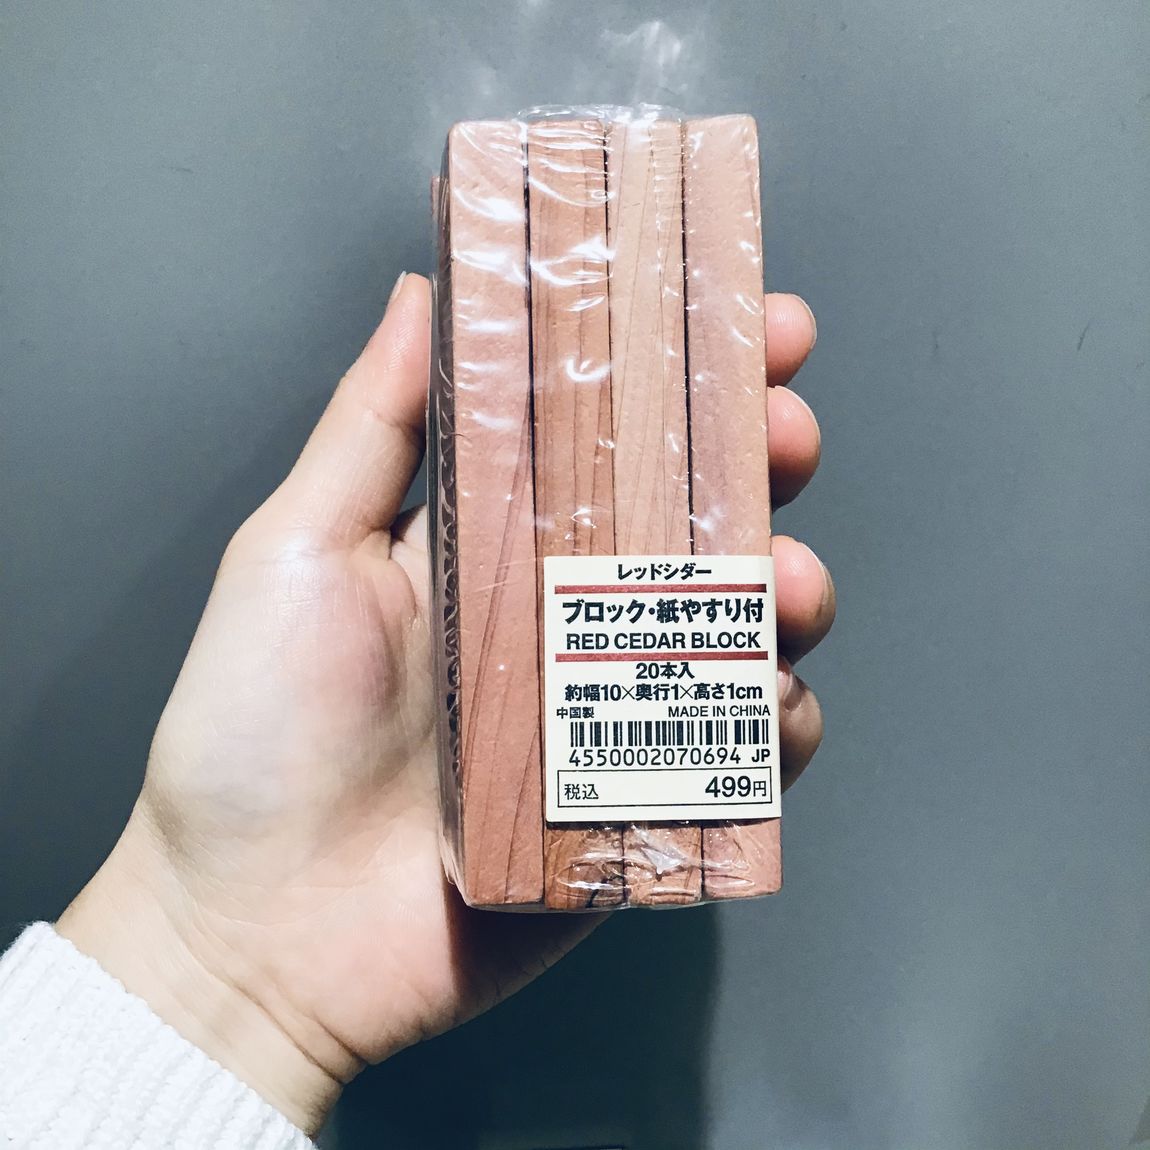 レッドシダー
ブロック・紙やすり付
RED CEDAR BLOCK
20本入
約幅10×奥行1×高さ1cm
中国製 MADE IN CHINA
4550002070694 JP
税込 499円